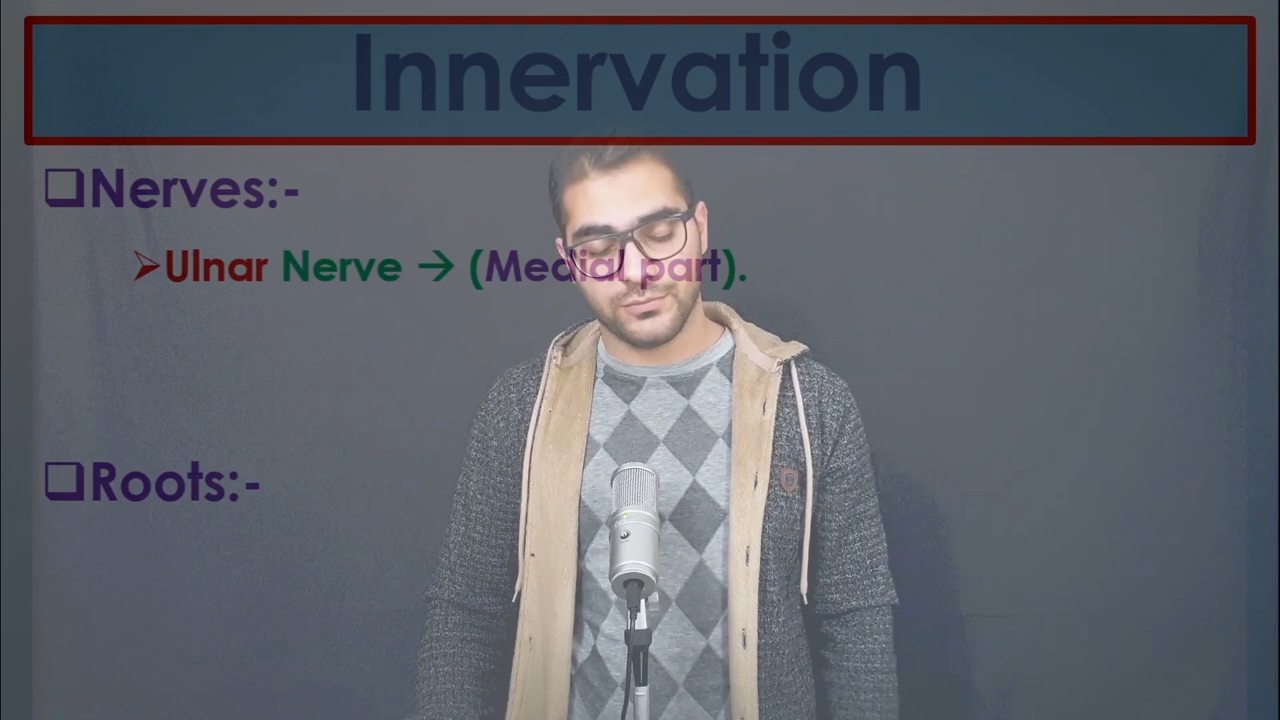 Innervation
❑Nerves:-
➢Ulnar Nerve → (Medial part).
❑Roots:-